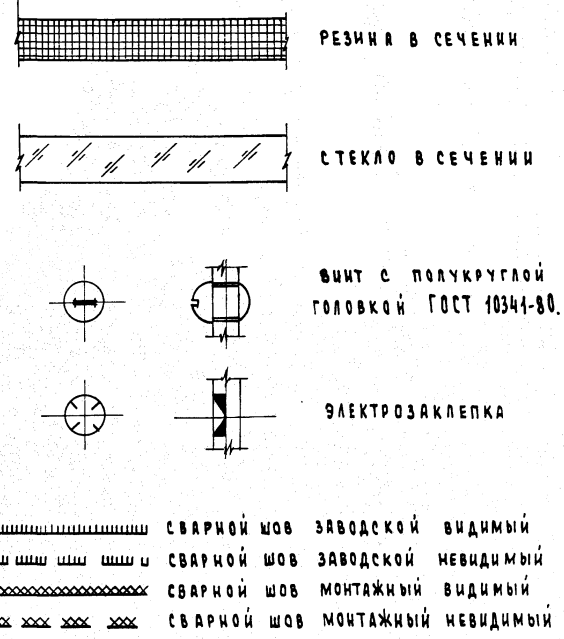 РЕЗИНА В СЕЧЕНИИ
СТЕКЛО В СЕЧЕНИИ
ВИНТ С ПОЛУКРУГЛОЙ
ГОЛОВКОЙ ГОСТ 10341-80.
ЭЛЕКТРОЗАКЛЕПКА
СВАРНОЙ ШОВ ЗАВОДСКОЙ ВИДИМЫЙ
СВАРНОЙ ШОВ ЗАВОДСКОЙ НЕВИДИМЫЙ
СВАРНОЙ ШОВ МОНТАЖНЫЙ ВИДИМЫЙ
СВАРНОЙ ШОВ МОНТАЖНЫЙ НЕВИДИМЫЙ